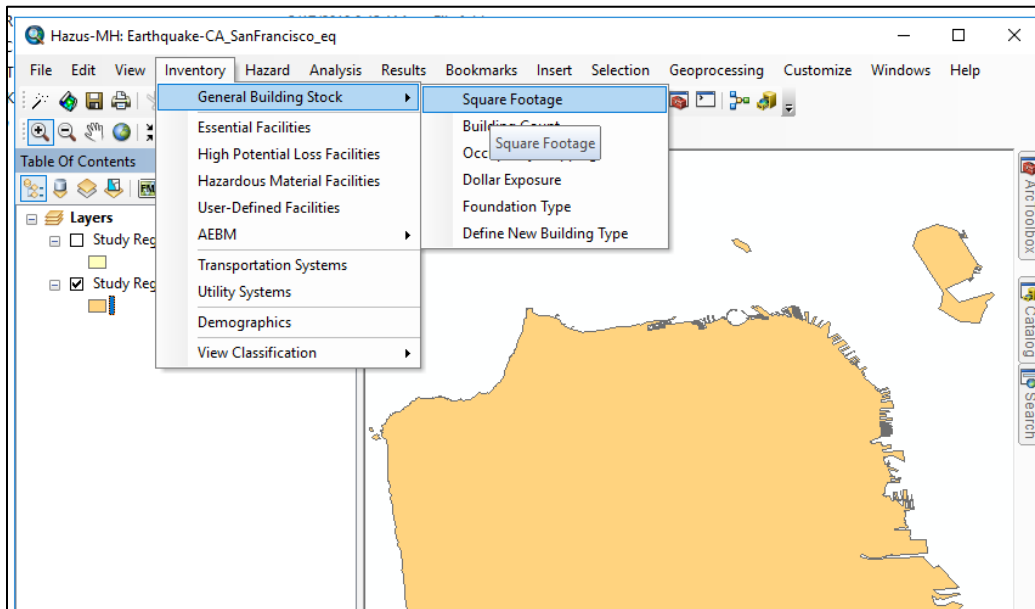 Hazus-MH: Earthquake-CA_SanFrancisco_eq
File Edit View Inventory Hazard Analysis Results Bookmarks Insert Selection Geoprocessing Customize Windows Help
General Building Stock
Essential Facilities
High Potential Loss Facilities
Hazardous Material Facilities
User-Defined Facilities
AEBM
Transportation Systems
Utility Systems
Demographics
View Classification
Square Footage
Building Count
Square Footage
Dollar Exposure
Foundation Type
Define New Building Type
Table Of Contents
Layers
Study Reg
Study Reg
ArcToolbox
Catalog
Search